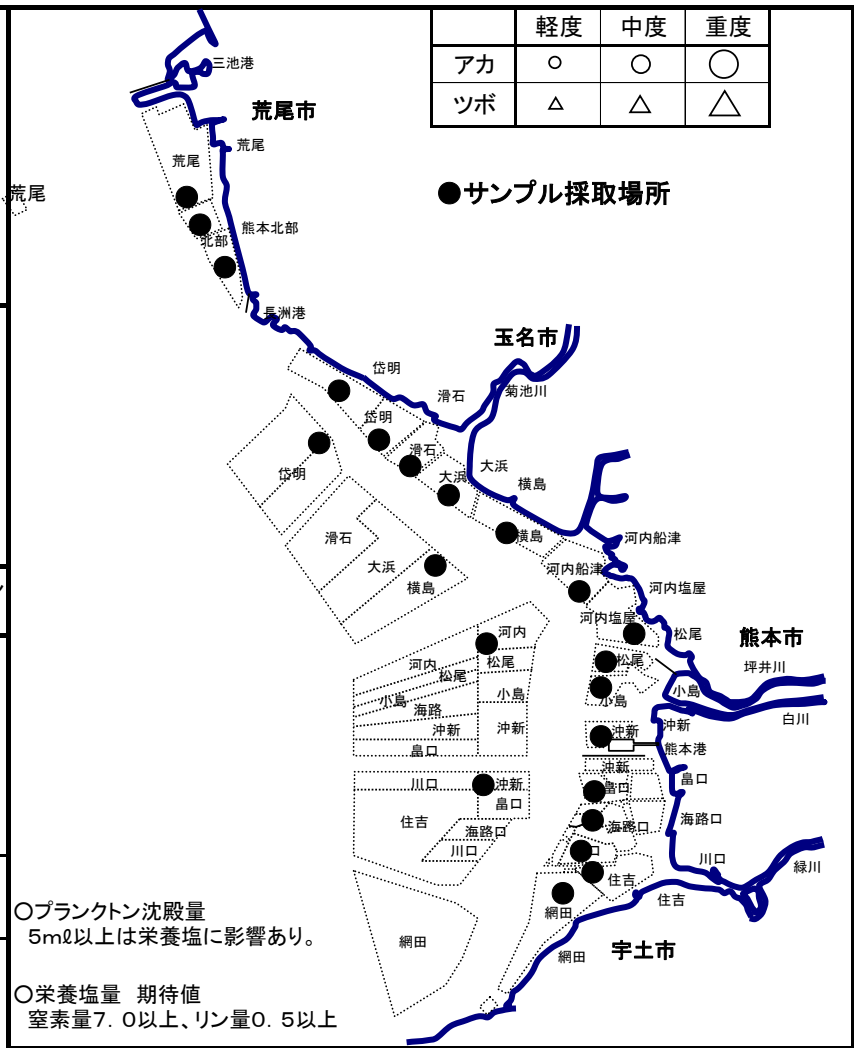 軽度 中度 重度
アカ ○ ○ ○
ツボ △ △ △
●サンプル採取場所
三池港
荒尾市
荒尾
荒尾
荒尾
北部
熊本北部
長洲港
玉名市
岱明
滑石
菊池川
岱明
滑石
大浜
大浜
横島
岱明
横島
滑石
大浜
横島
河内船津
河内船津
河内塩屋
河内塩屋
松尾
熊本市
坪井川
河内
河内
松尾
松尾
松尾
小島
小島
小島
小島
白川
海路
沖新
沖新
沖新
沖新
畠口
熊本港
沖新
川口
沖新
畠口
畠口
畠口
住吉
海路口
海路口
海路口
川口
川口
緑川
住吉
住吉
網田
網田
網田
宇土市
○プランクトン沈殿量
5mℓ以上は栄養塩に影響あり。
○栄養塩量 期待値
窒素量7.0以上、リン量0.5以上